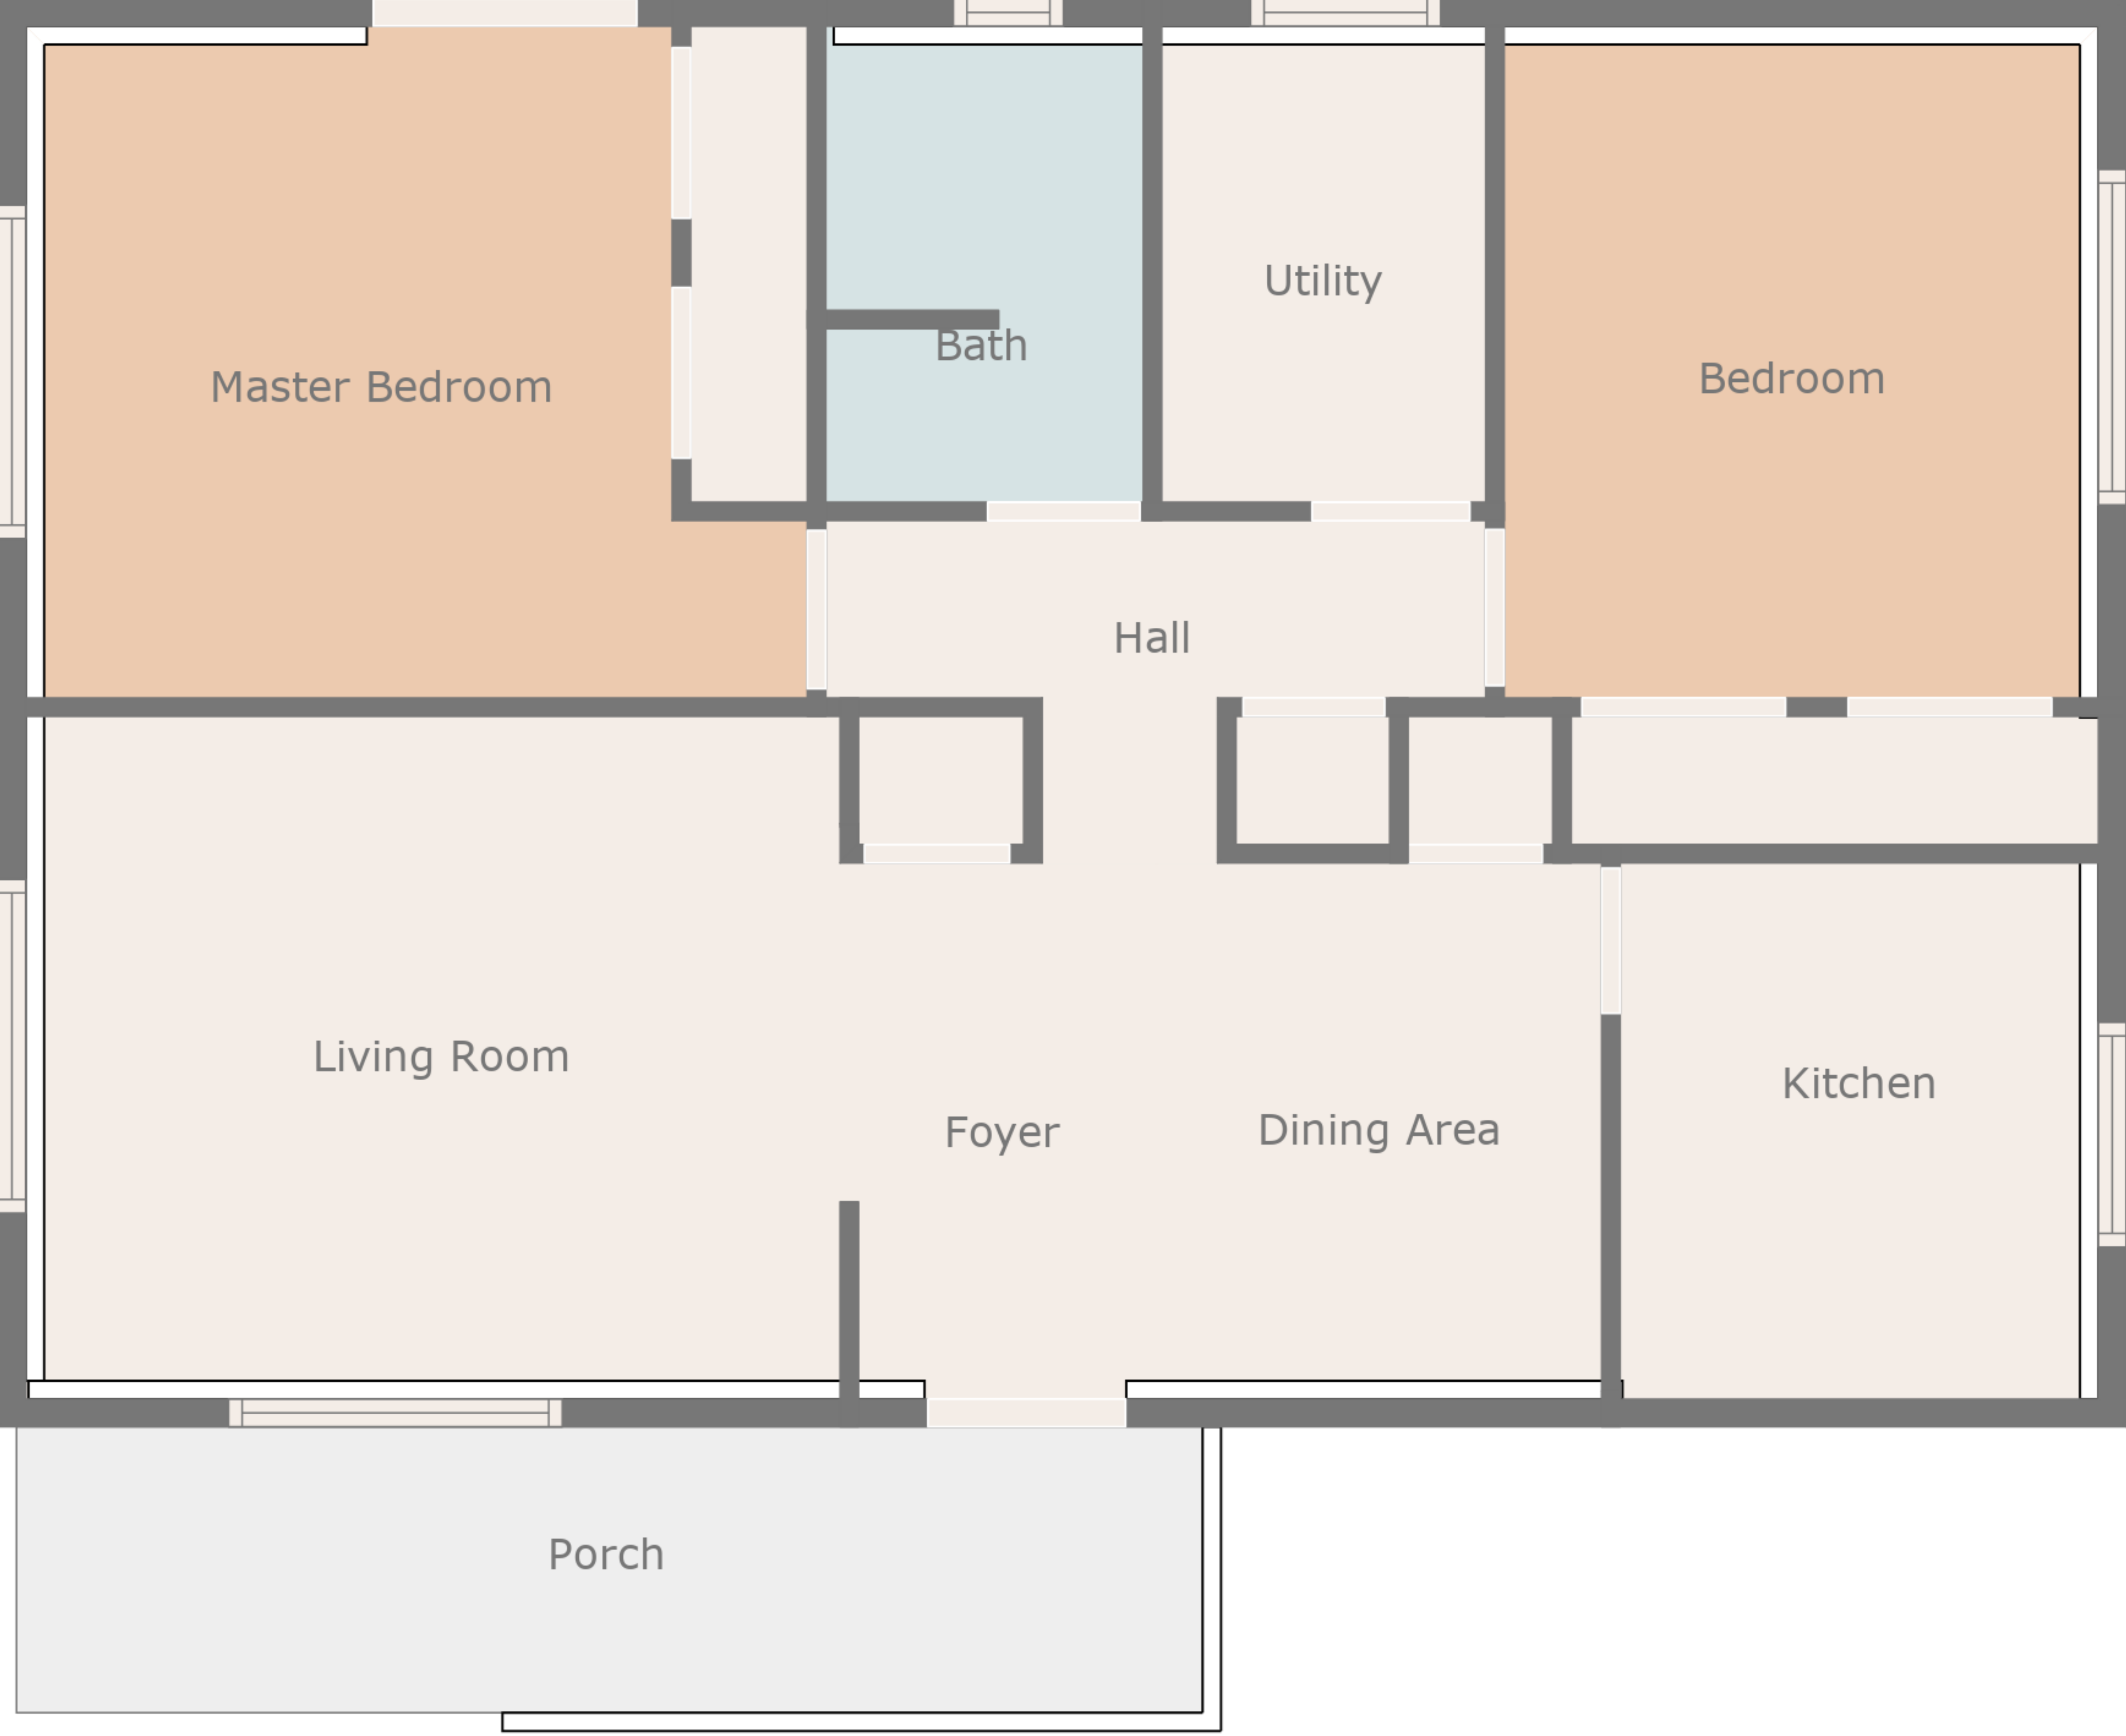 Utility
Bath
Master Bedroom
Bedroom
Hall
Living Room
Foyer
Dining Area
Kitchen
Porch